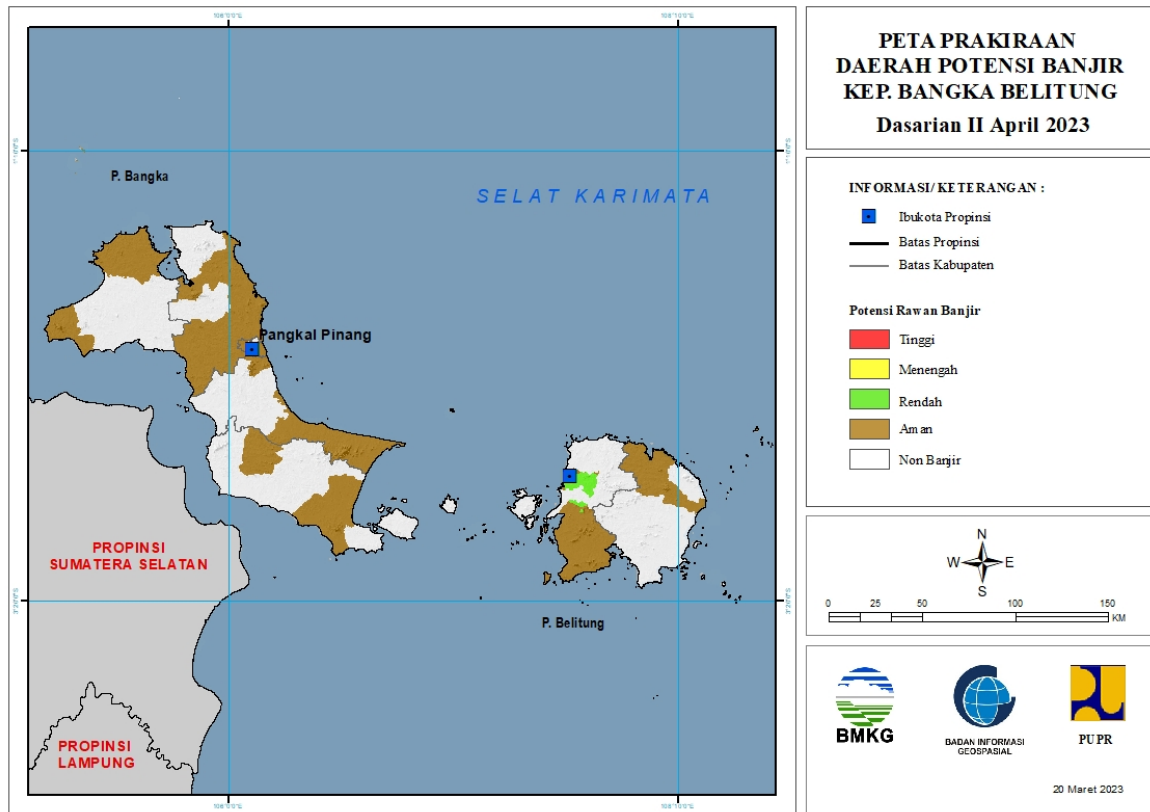 PETA PRAKIRAAN
DAERAH POTENSI BANJIR
KEP. BANGKA BELITUNG
Dasarian II April 2023
P. Bangka
SELAT KARIMATA
Pangkal Pinang
PROPINSI
SUMATERA SELATAN
P. Belitung
PROPINSI
LAMPUNG
INFORMASI/ KETERANGAN :
Ibukota Propinsi
Batas Propinsi
Batas Kabupaten
Potensi Rawan Banjir
Tinggi
Menengah
Rendah
Aman
Non Banjir
N
W E
S
0 25 50 100 150
KM
BMKG
BADAN INFORMASI
GEOSPASIAL
PUPR
20 Maret 2023